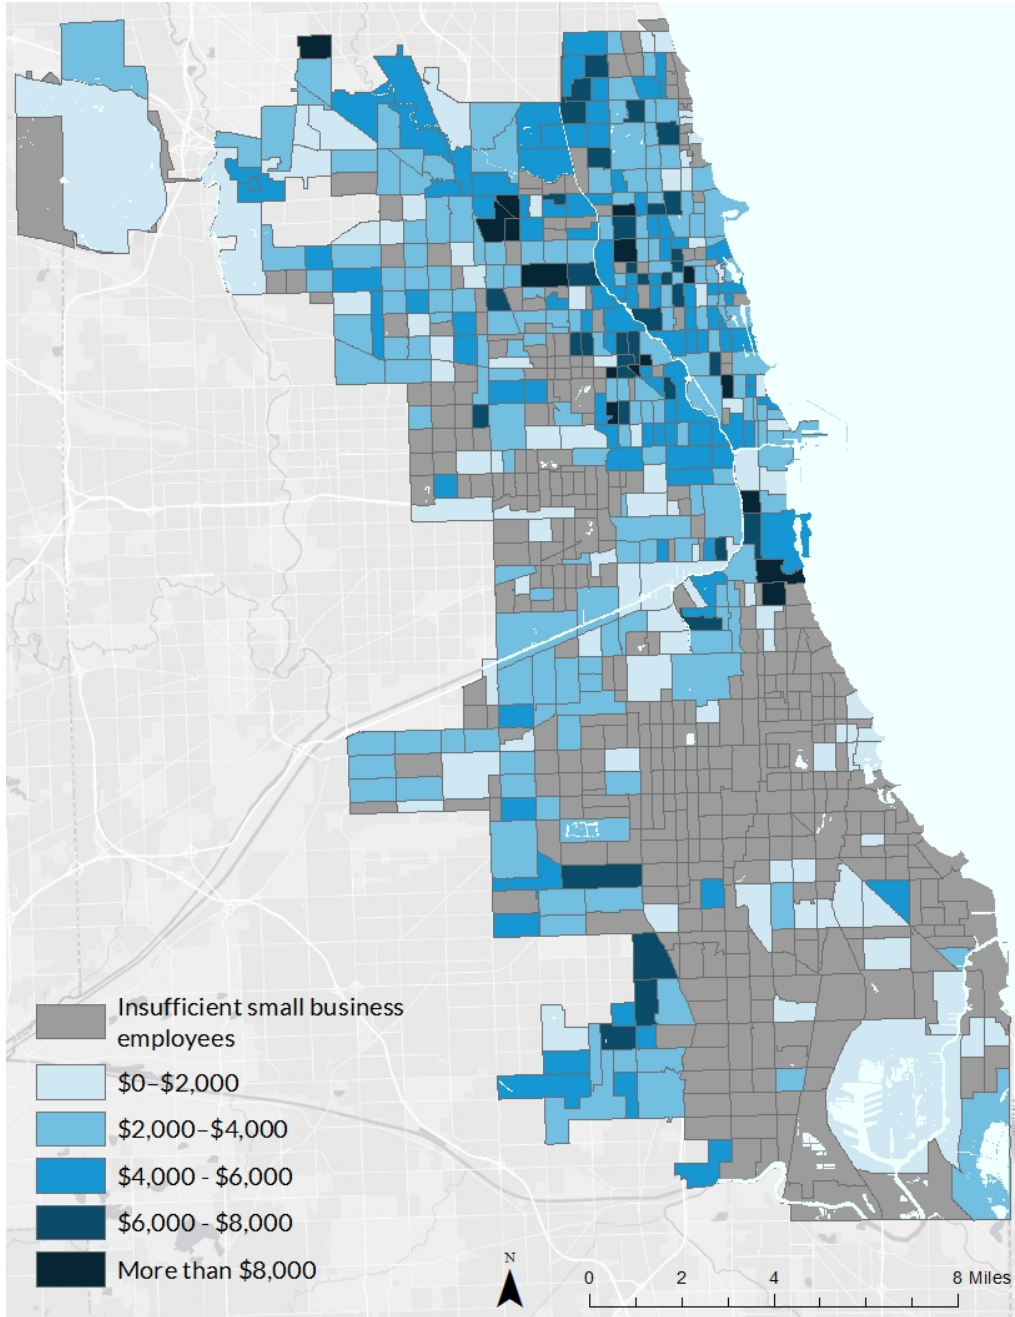 Insufficient small business
employees
$0–$2,000
$2,000–$4,000
$4,000 - $6,000
$6,000 - $8,000
More than $8,000
N
0 2 4 8 Miles